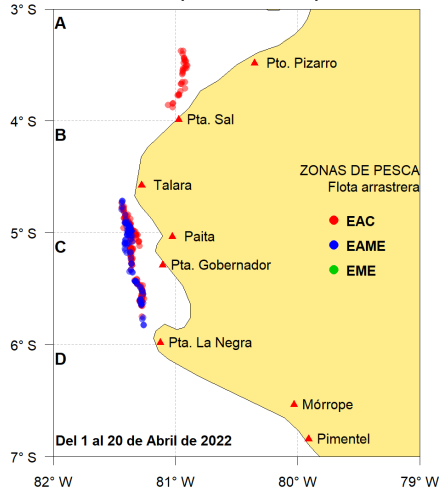 3° S
A
Pto. Pizarro
4° S
Pta. Sal
B
ZONAS DE PESCA
Flota arrastrera
Talara
EAC
5° S
Paita
C
EAME
Pta. Gobernador
EME
6° S
Pta. La Negra
D
Mórrope
Del 1 al 20 de Abril de 2022
Pimentel
7° S
82° W
81° W
80° W
79° W